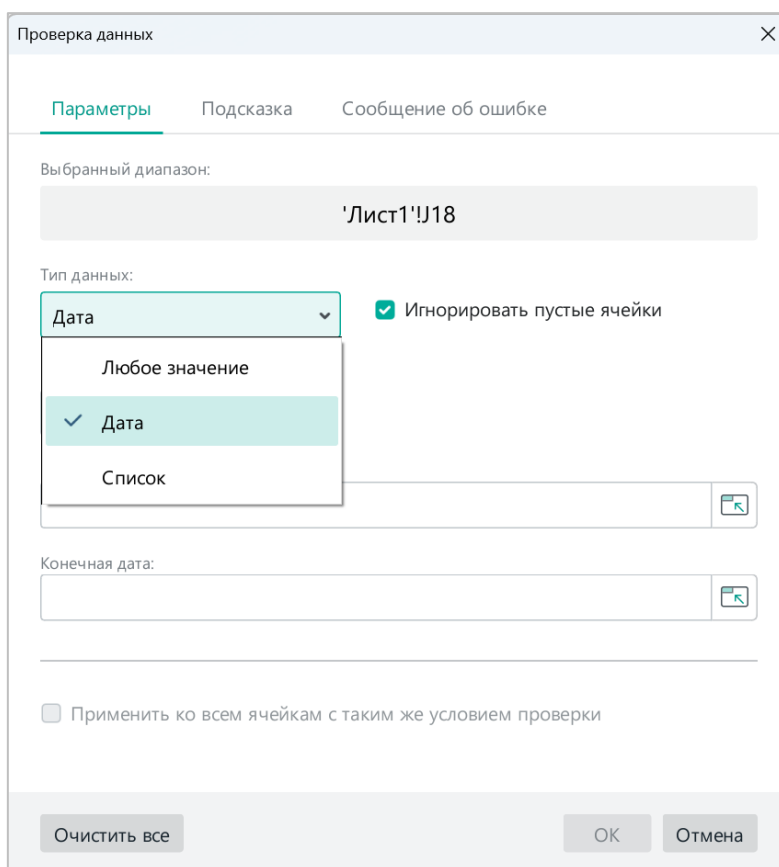 Проверка данных
Параметры Подсказка Сообщение об ошибке
Выбранный диапазон:
'Лист1'!J18
Тип данных:
Дата
Игнорировать пустые ячейки
Любое значение
Дата
Список
Конечная дата:
Применить ко всем ячейкам с таким же условием проверки
Очистить все ОК Отмена